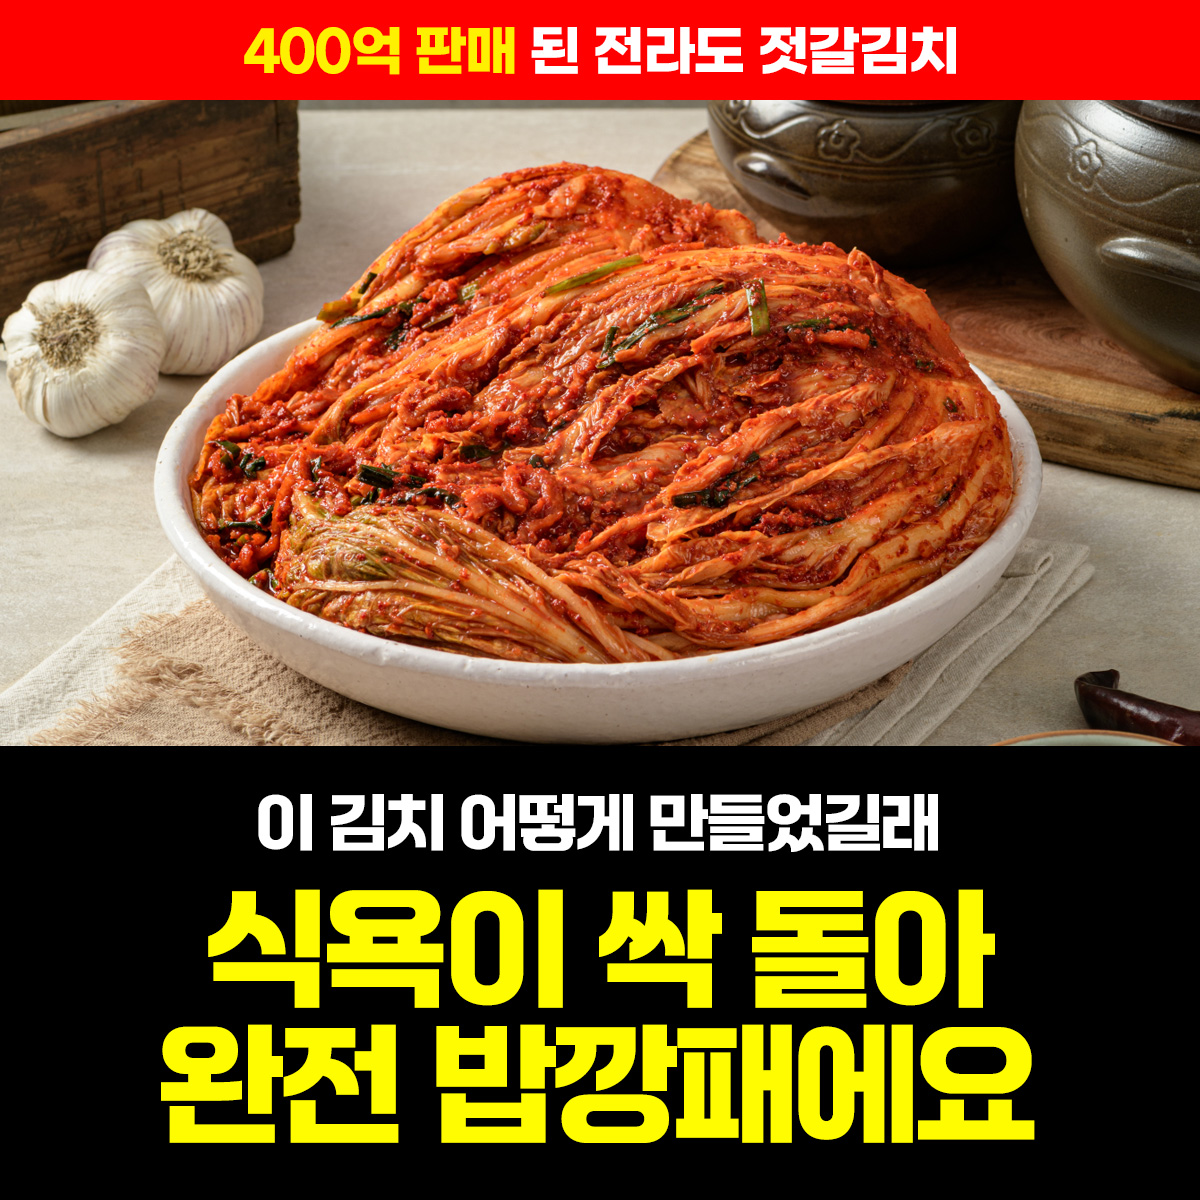 400억 판매 된 전라도 젓갈김치
이 김치 어떻게 만들었길래
식욕이 싹 돌아
완전 밥깡패에요